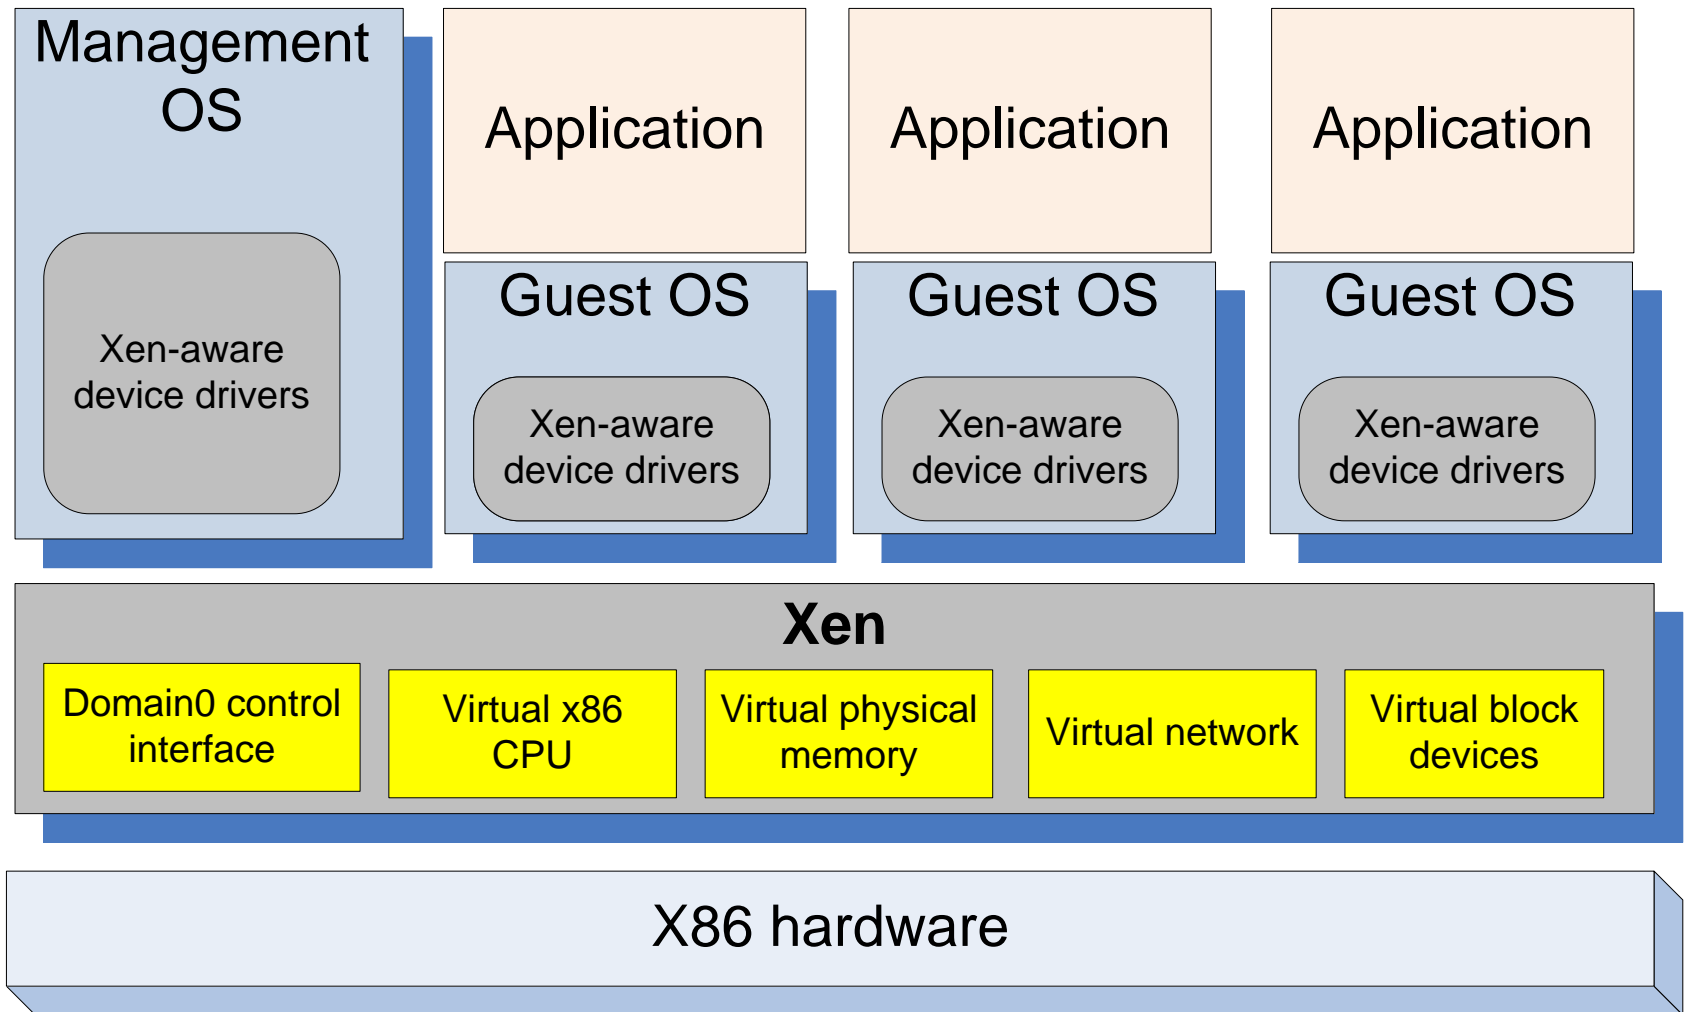 Management
OS
Xen-aware
device drivers
Application
Application
Application
Guest OS
Xen-aware
device drivers
Guest OS
Xen-aware
device drivers
Guest OS
Xen-aware
device drivers
Xen
Domain0 control
interface
Virtual x86
CPU
Virtual physical
memory
Virtual network
Virtual block
devices
X86 hardware